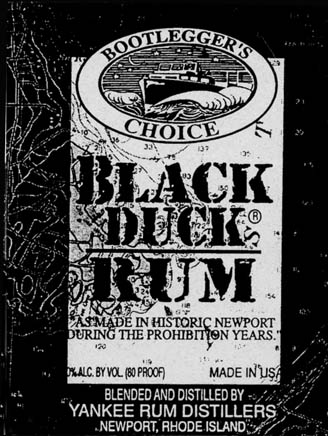 BOOTLEGGER'S
CHOICE
BLACK
DUCK®
RUM
"AS MADE IN HISTORIC NEWPORT
DURING THE PROHIBITION YEARS."
% ALC. BY VOL. (80 PROOF) MADE IN USA
BLENDED AND DISTILLED BY
YANKEE RUM DISTILLERS
NEWPORT, RHODE ISLAND